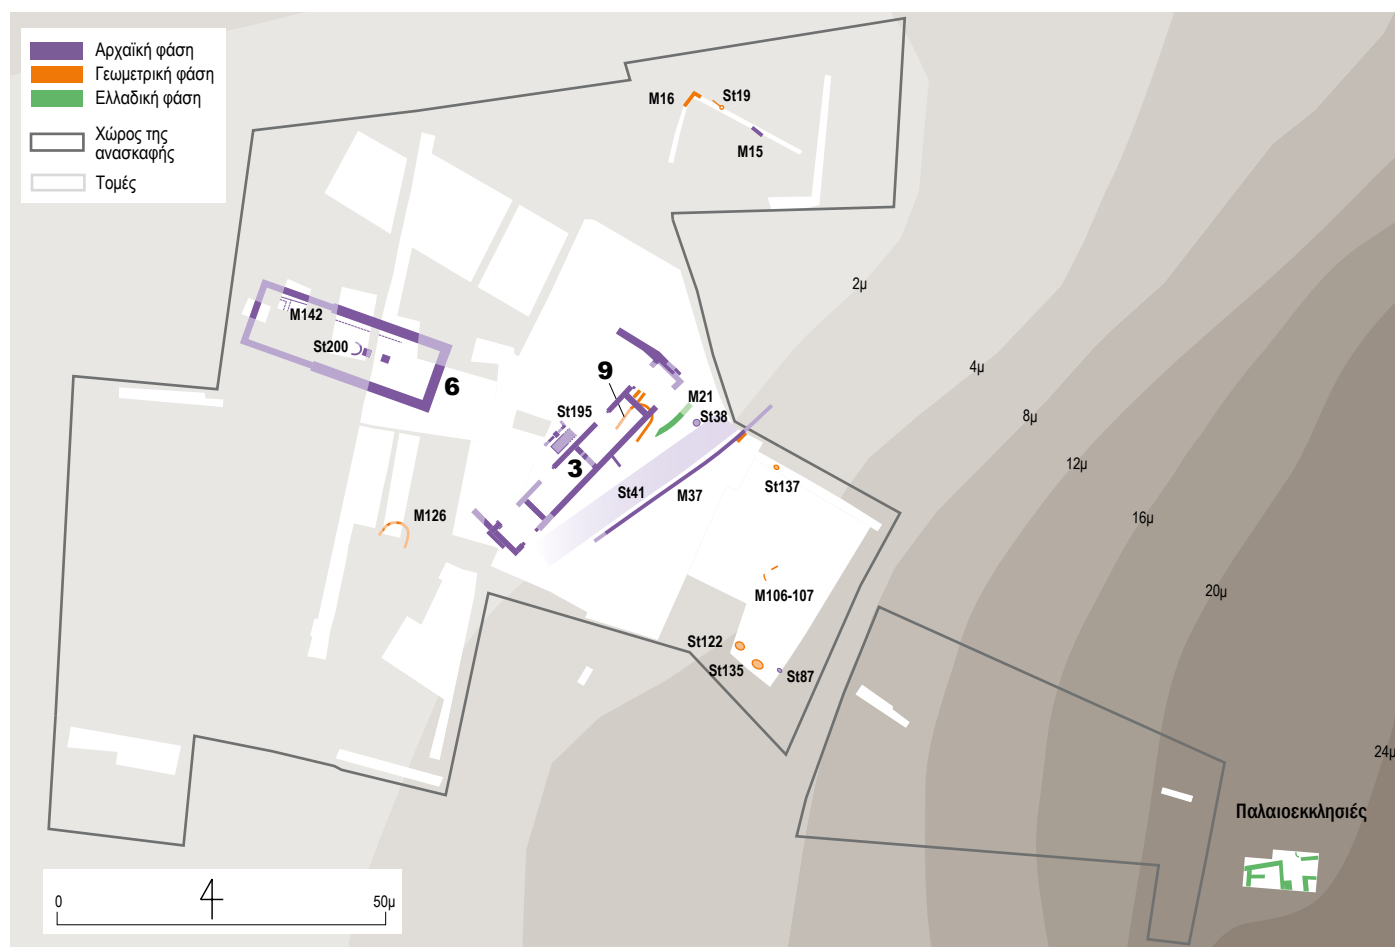 Αρχαϊκή φάση
Γεωμετρική φάση
Ελλαδική φάση
Χώρος της
ανασκαφής
Τομές
M16
St19
M15
2μ
M142
St200
6
9
M21
St38
St195
4μ
8μ
3
12μ
St137
St41
M37
M126
16μ
M106-107
20μ
St122
St135
St87
24μ
Παλαιοεκκλησιές
0
50μ